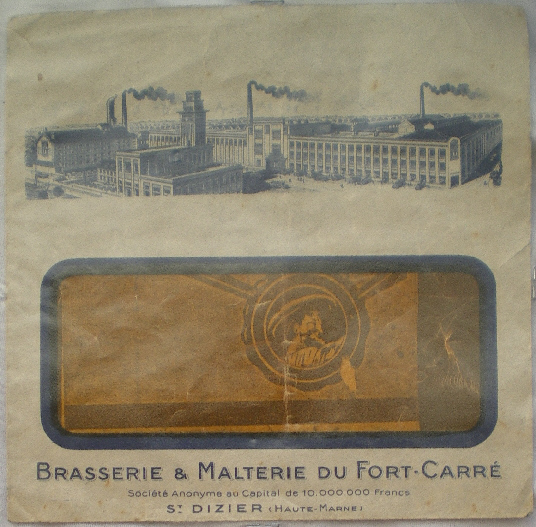 BRASSERIE & MALTERIE DU FORT-CARRÉ
Société Anonyme au Capital de 10.000.000 Francs
ST DIZIER (HAUTE-MARNE)